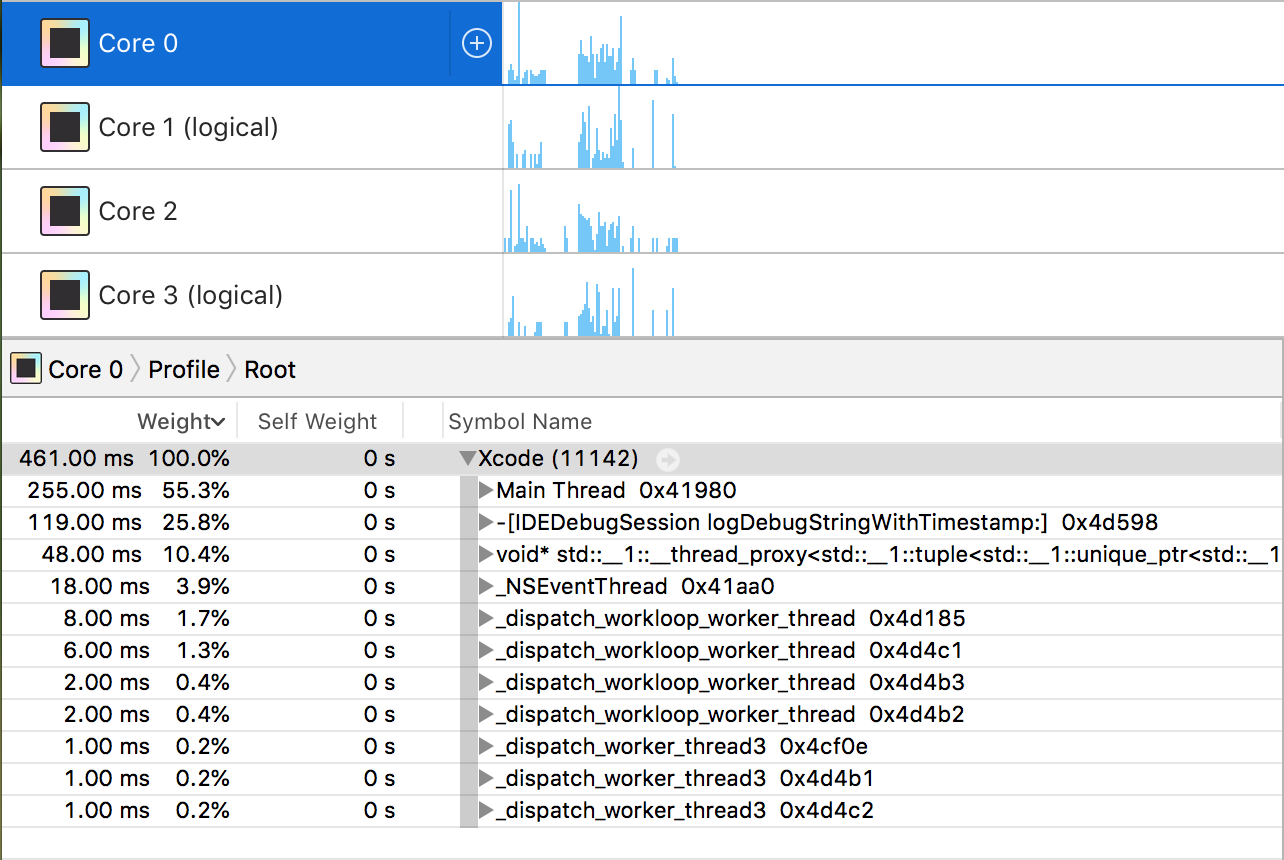 Core 0
Core 1 (logical)
Core 2
Core 3 (logical)
Core 0 Profile Root
Weight Self Weight Symbol Name
461.00 ms 100.0% 0 s Xcode (11142)
255.00 ms 55.3% 0 s Main Thread 0x41980
119.00 ms 25.8% 0 s -[IDEDebugSession logDebugStringWithTimestamp:] 0x4d598
48.00 ms 10.4% 0 s void* std::__1::__thread_proxy<std::__1::tuple<std::__1::unique_ptr<std::__1
18.00 ms 3.9% 0 s _NSEventThread 0x41aa0
8.00 ms 1.7% 0 s _dispatch_workloop_worker_thread 0x4d185
6.00 ms 1.3% 0 s _dispatch_workloop_worker_thread 0x4d4c1
2.00 ms 0.4% 0 s _dispatch_workloop_worker_thread 0x4d4b3
2.00 ms 0.4% 0 s _dispatch_workloop_worker_thread 0x4d4b2
1.00 ms 0.2% 0 s _dispatch_worker_thread3 0x4cf0e
1.00 ms 0.2% 0 s _dispatch_worker_thread3 0x4d4b1
1.00 ms 0.2% 0 s _dispatch_worker_thread3 0x4d4c2